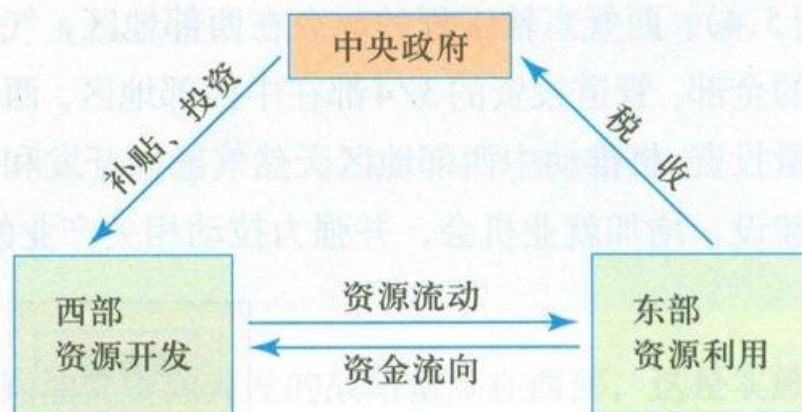 中央政府
补贴、投资
税 收
西部
资源开发
资源流动
资金流向
东部
资源利用